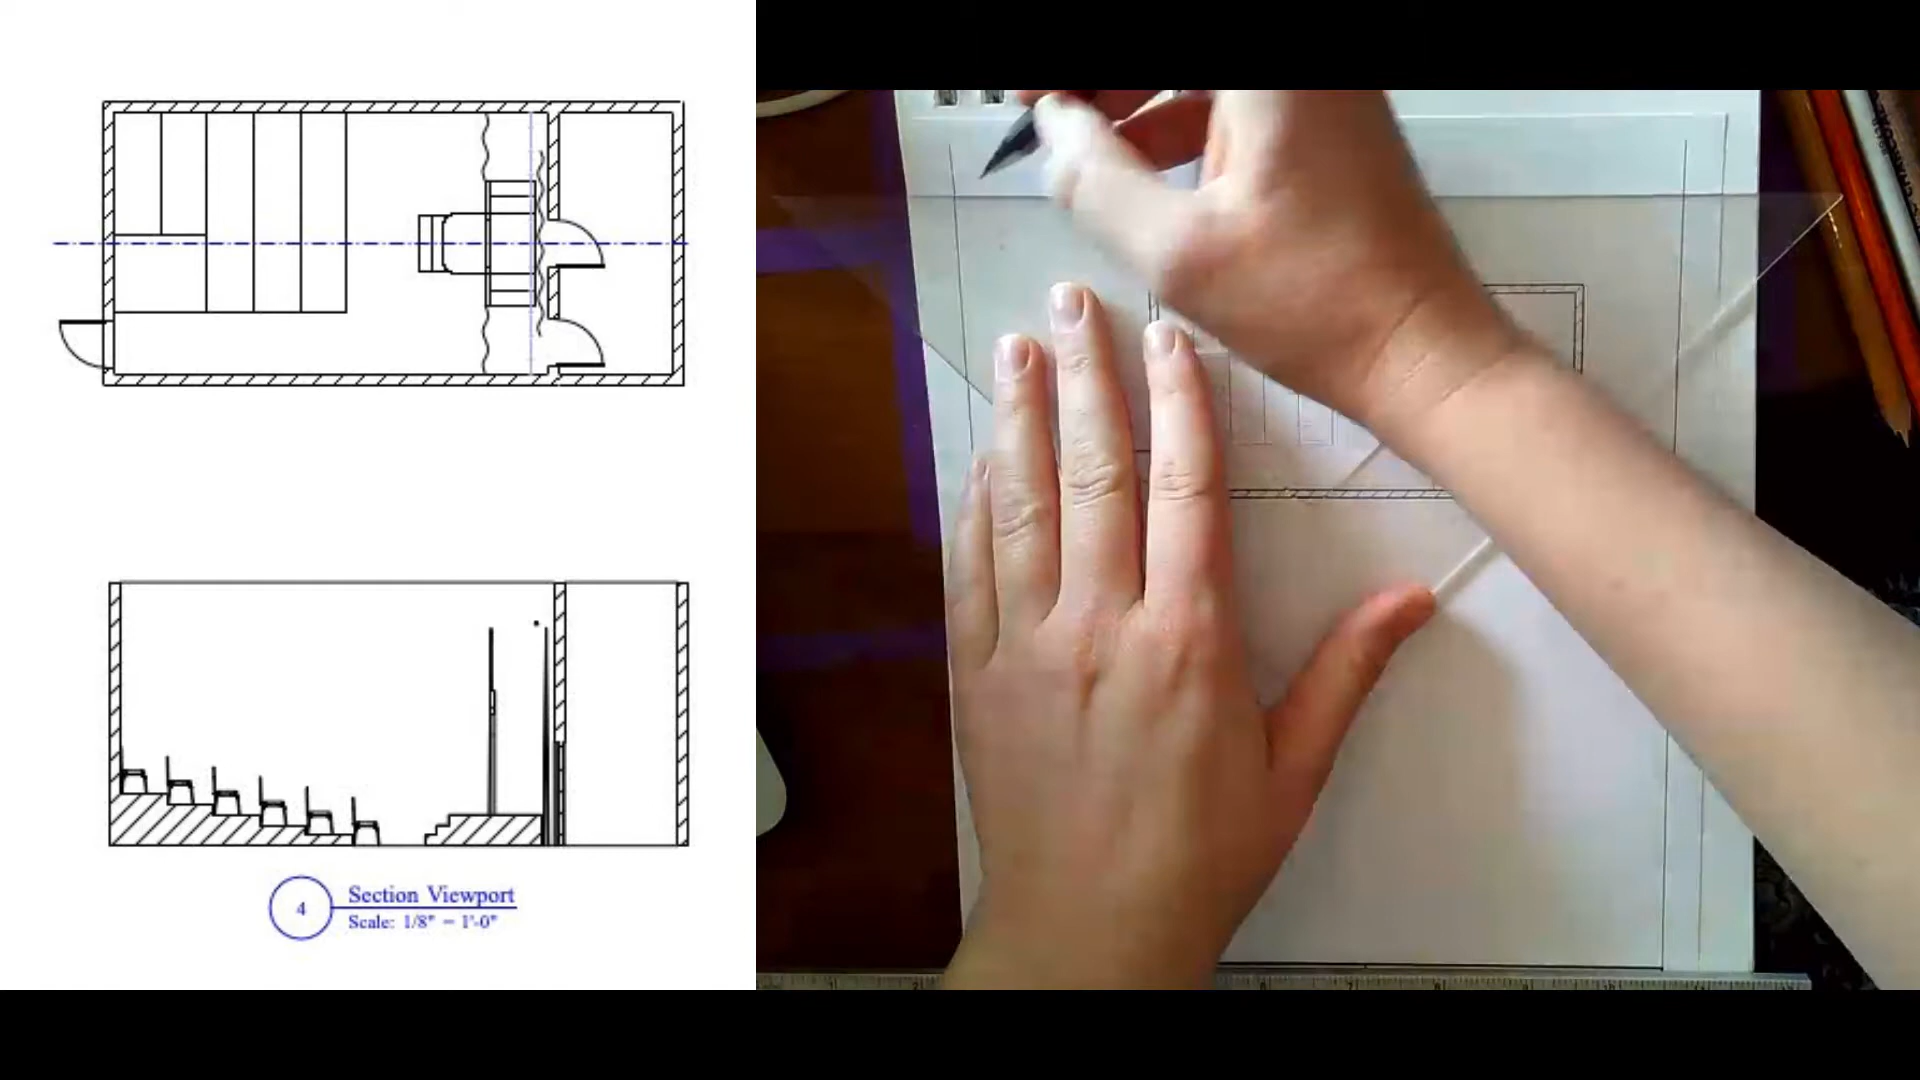 4
Section Viewport
Scale: 1/8" = 1'-0"